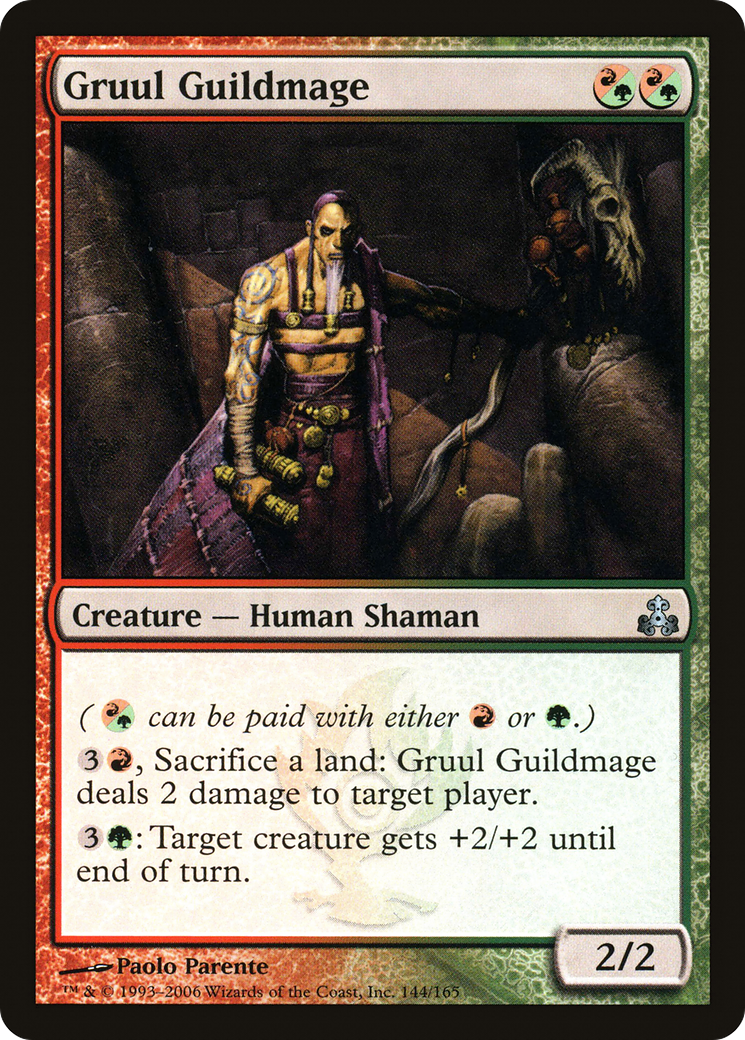 Gruul Guildmage
Creature — Human Shaman
( can be paid with either or .)
3, Sacrifice a land: Gruul Guildmage
deals 2 damage to target player.
3: Target creature gets +2/+2 until
end of turn.
2/2
Paolo Parente
™ & © 1993–2006 Wizards of the Coast, Inc. 144/165